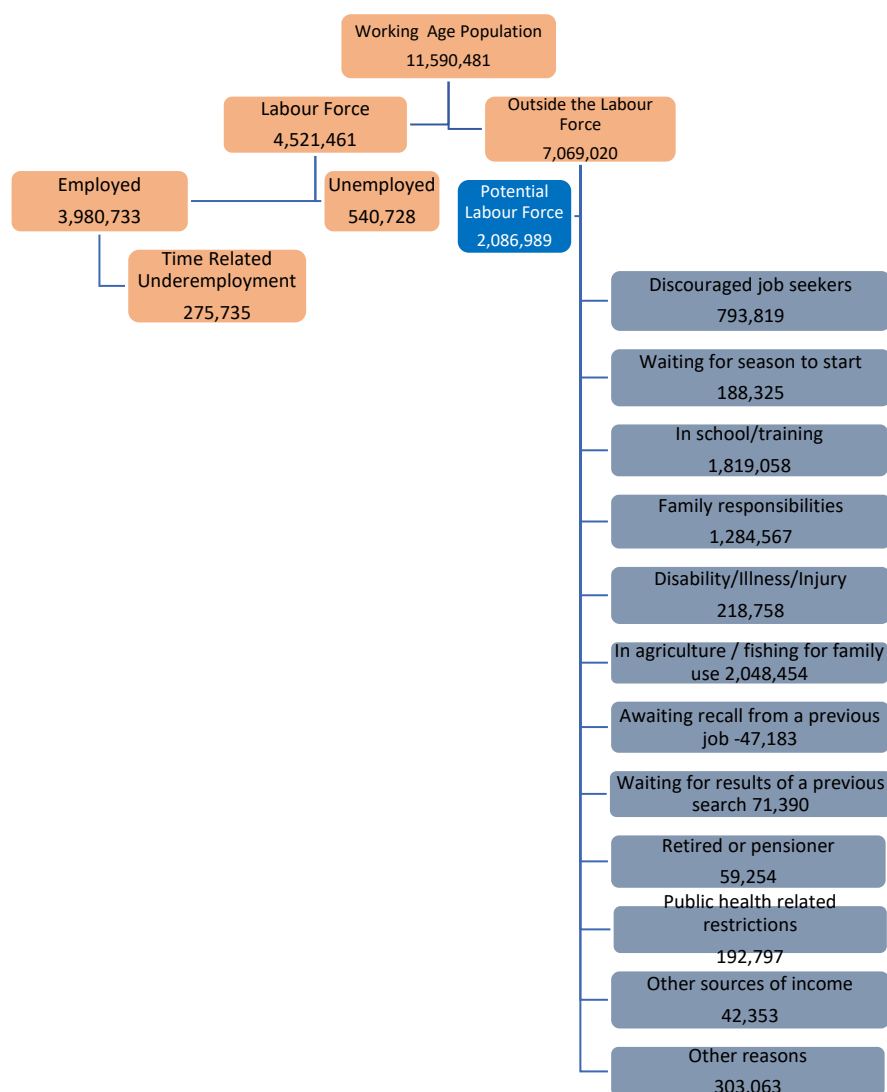 Working Age Population
11,590,481
Labour Force
4,521,461
Outside the Labour
Force
7,069,020
Employed
3,980,733
Unemployed
540,728
Potential
Labour Force
2,086,989
Time Related
Underemployment
275,735
Discouraged job seekers
793,819
Waiting for season to start
188,325
In school/training
1,819,058
Family responsibilities
1,284,567
Disability/Illness/Injury
218,758
In agriculture / fishing for family
use 2,048,454
Awaiting recall from a previous
job -47,183
Waiting for results of a previous
search 71,390
Retired or pensioner
59,254
Public health related
restrictions
192,797
Other sources of income
42,353
Other reasons
303,063